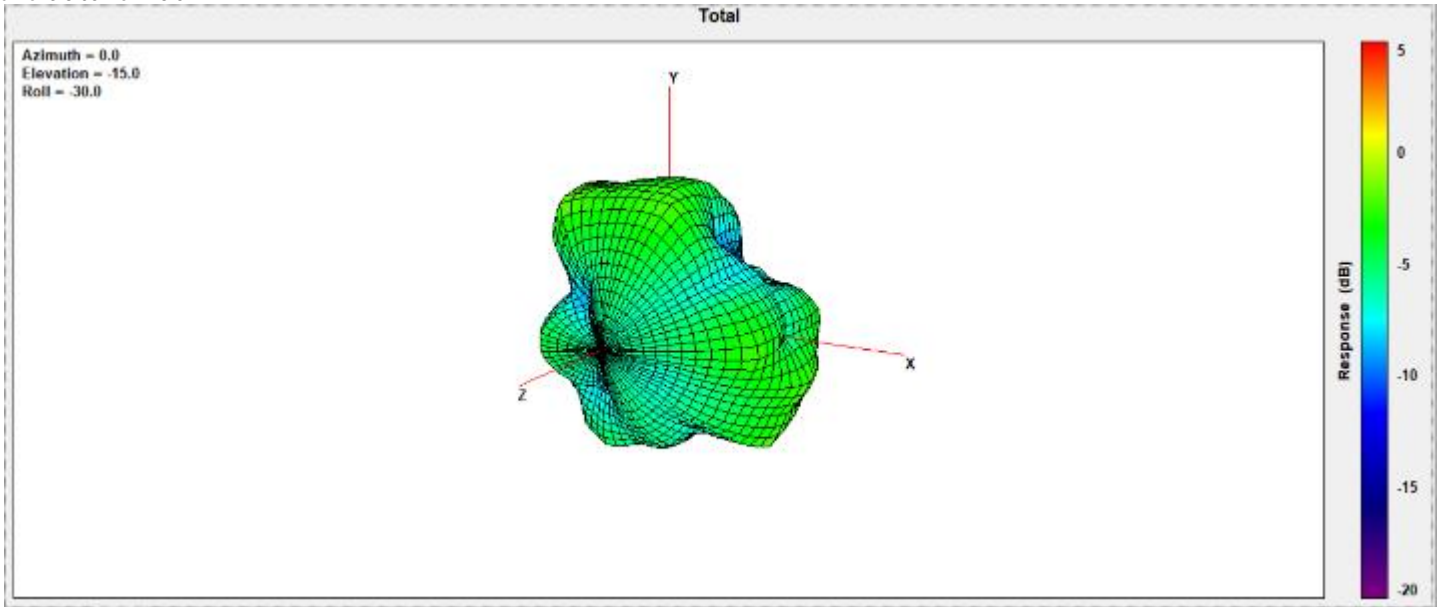 Total
Azimuth = 0.0
Elevation = -15.0
Roll = -30.0
Y
X
Z
5
0
-5
-10
-15
-20
Response (dB)